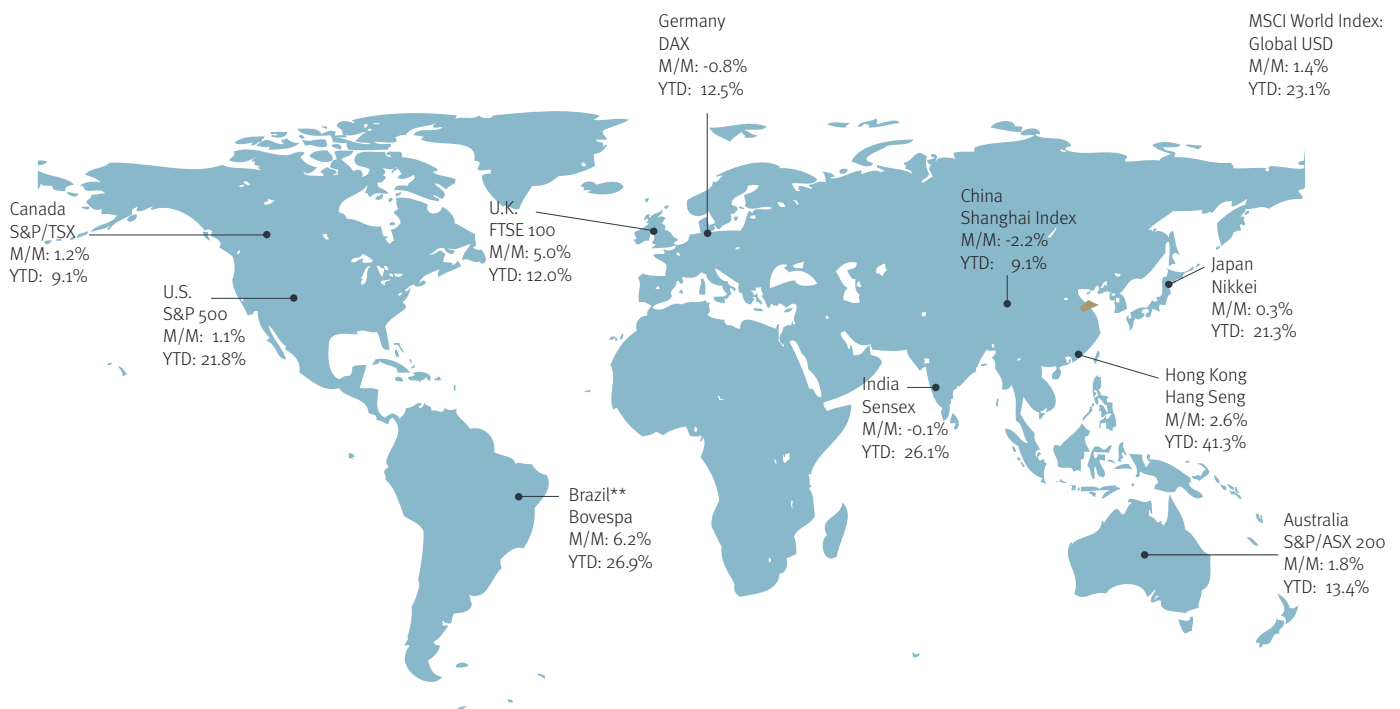 Germany
DAX
M/M: -0.8%
YTD: 12.5%
MSCI World Index:
Global USD
M/M: 1.4%
YTD: 23.1%
Canada
S&P/TSX
M/M: 1.2%
YTD: 9.1%
U.K.
FTSE 100
M/M: 5.0%
YTD: 12.0%
China
Shanghai Index
M/M: -2.2%
YTD: 9.1%
Japan
Nikkei
M/M: 0.3%
YTD: 21.3%
U.S.
S&P 500
M/M: 1.1%
YTD: 21.8%
India
Sensex
M/M: -0.1%
YTD: 26.1%
Hong Kong
Hang Seng
M/M: 2.6%
YTD: 41.3%
Brazil**
Bovespa
M/M: 6.2%
YTD: 26.9%
Australia
S&P/ASX 200
M/M: 1.8%
YTD: 13.4%